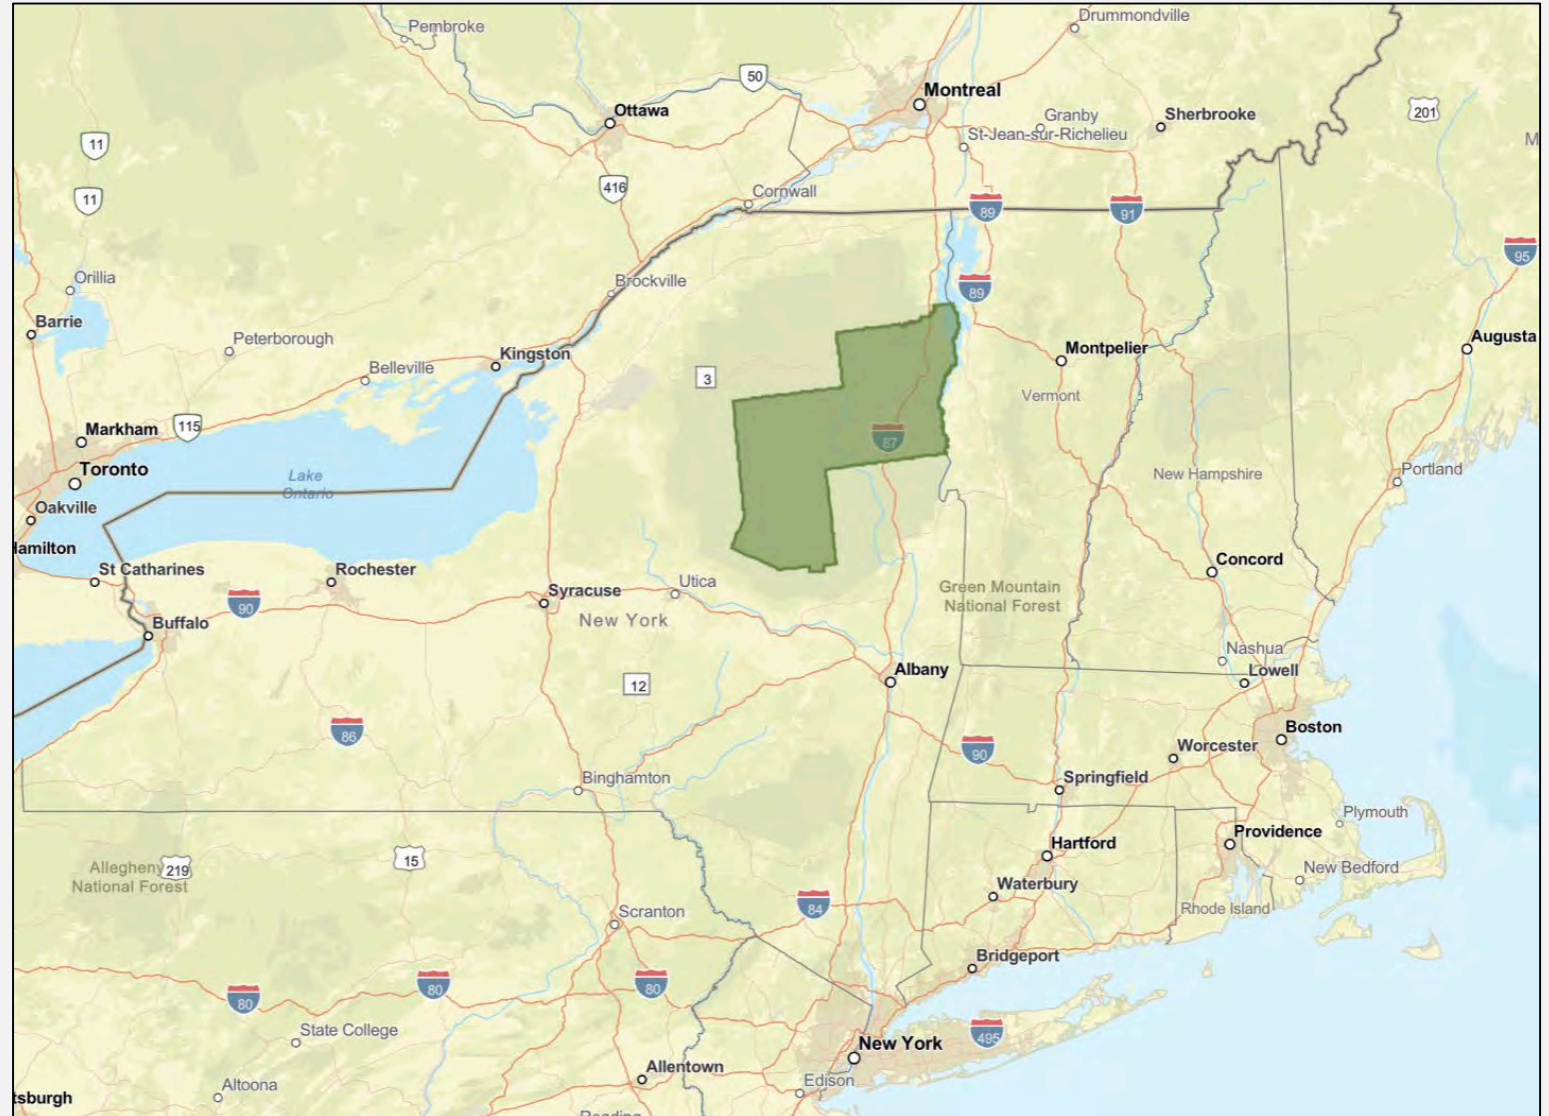 Pembroke
Drummondville
50
Montreal
Ottawa
Granby
Sherbrooke
201
St-Jean-sur-Richelieu
11
M
416
Cornwall
11
89
91
95
Orillia
Brockville
89
Barrie
Peterborough
Kingston
Montpelier
Augusta
Belleville
3
Vermont
Markham
115
87
Toronto
Lake
Ontario
New Hampshire
Portland
Oakville
Hamilton
St Catharines
Rochester
Concord
Syracuse
Utica
Green Mountain
National Forest
90
Buffalo
New York
Nashua
Lowell
Albany
12
86
Boston
90
Worcester
Binghamton
Springfield
Plymouth
Providence
Hartford
Allegheny
National Forest
219
15
New Bedford
Waterbury
Rhode Island
84
Scranton
Bridgeport
80
80
80
State College
495
New York
Allentown
Edison
Altoona
tsburgh
Reading